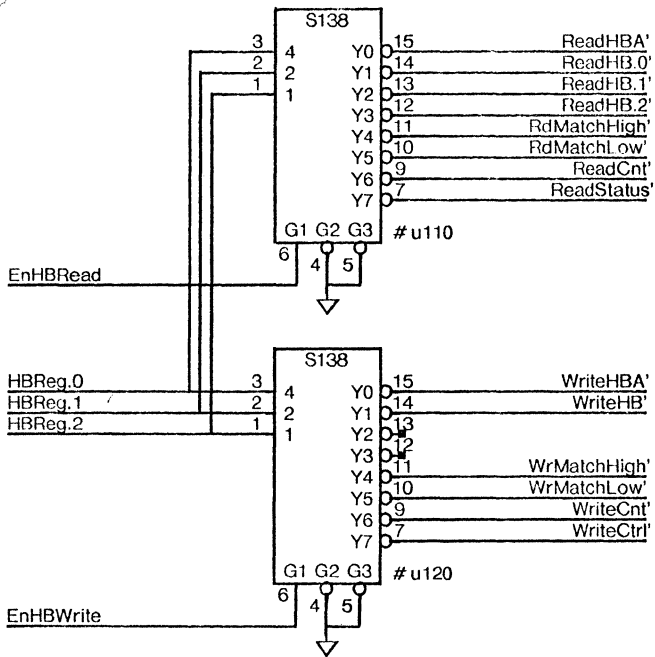 S138
3 4 Y0 15 ReadHBA'
2 2 Y1 14 ReadHB.0'
1 1 Y2 13 ReadHB.1'
Y3 12 ReadHB.2'
Y4 11 RdMatchHigh'
Y5 10 RdMatchLow'
Y6 9 ReadCnt'
Y7 7 ReadStatus'
G1 G2 G3 # u110
6 4 5
EnHBRead
S138
HBReg.0 3 4 Y0 15 WriteHBA'
HBReg.1 2 2 Y1 14 WriteHB'
HBReg.2 1 1 Y2 13
Y3 12
Y4 11 WrMatchHigh'
Y5 10 WrMatchLow'
Y6 9 WriteCnt'
Y7 7 WriteCtrl'
G1 G2 G3 # u120
6 4 5
EnHBWrite